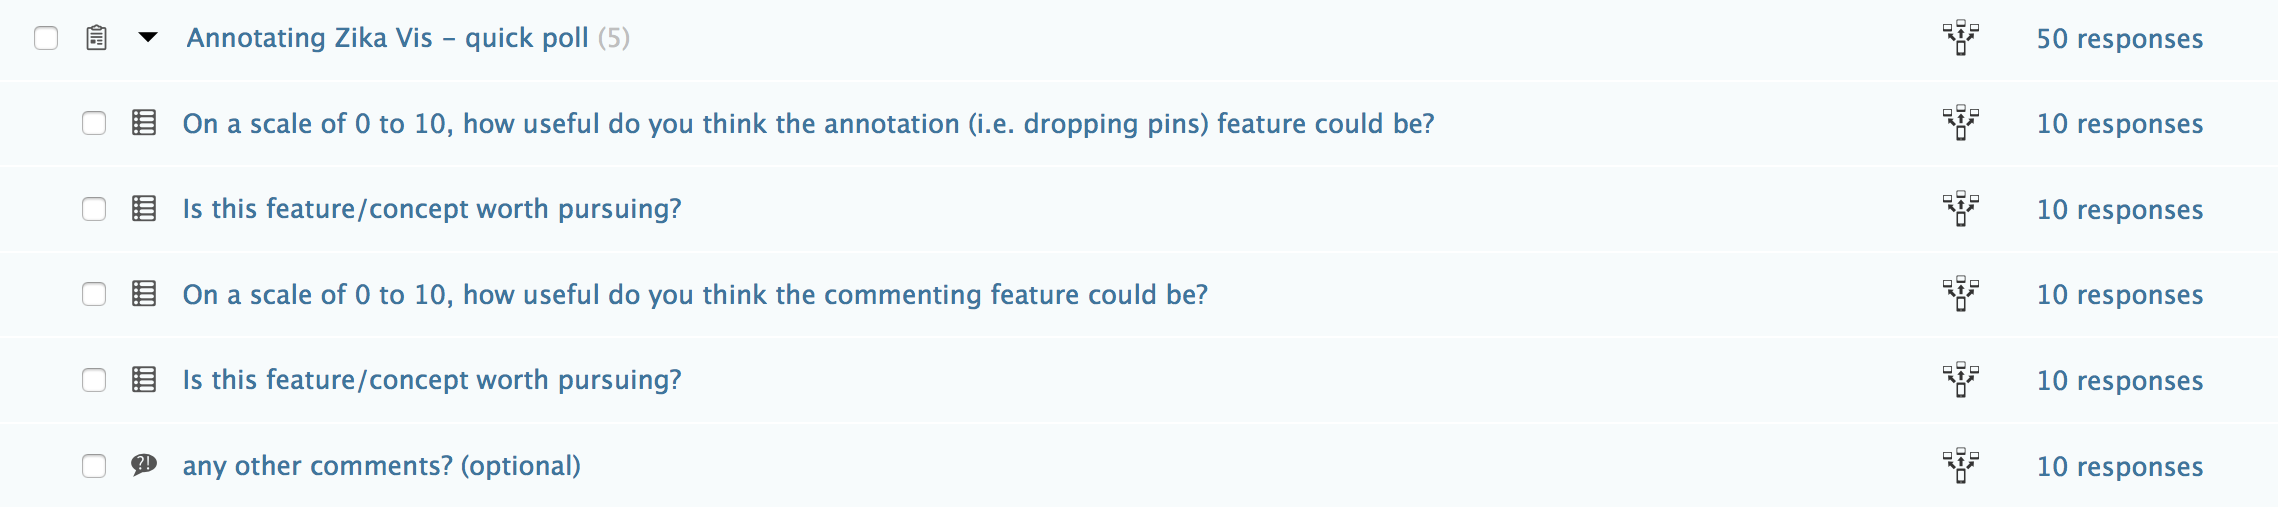 Annotating Zika Vis – quick poll (5) 50 responses
On a scale of 0 to 10, how useful do you think the annotation (i.e. dropping pins) feature could be? 10 responses
Is this feature/concept worth pursuing? 10 responses
On a scale of 0 to 10, how useful do you think the commenting feature could be? 10 responses
Is this feature/concept worth pursuing? 10 responses
?! any other comments? (optional) 10 responses